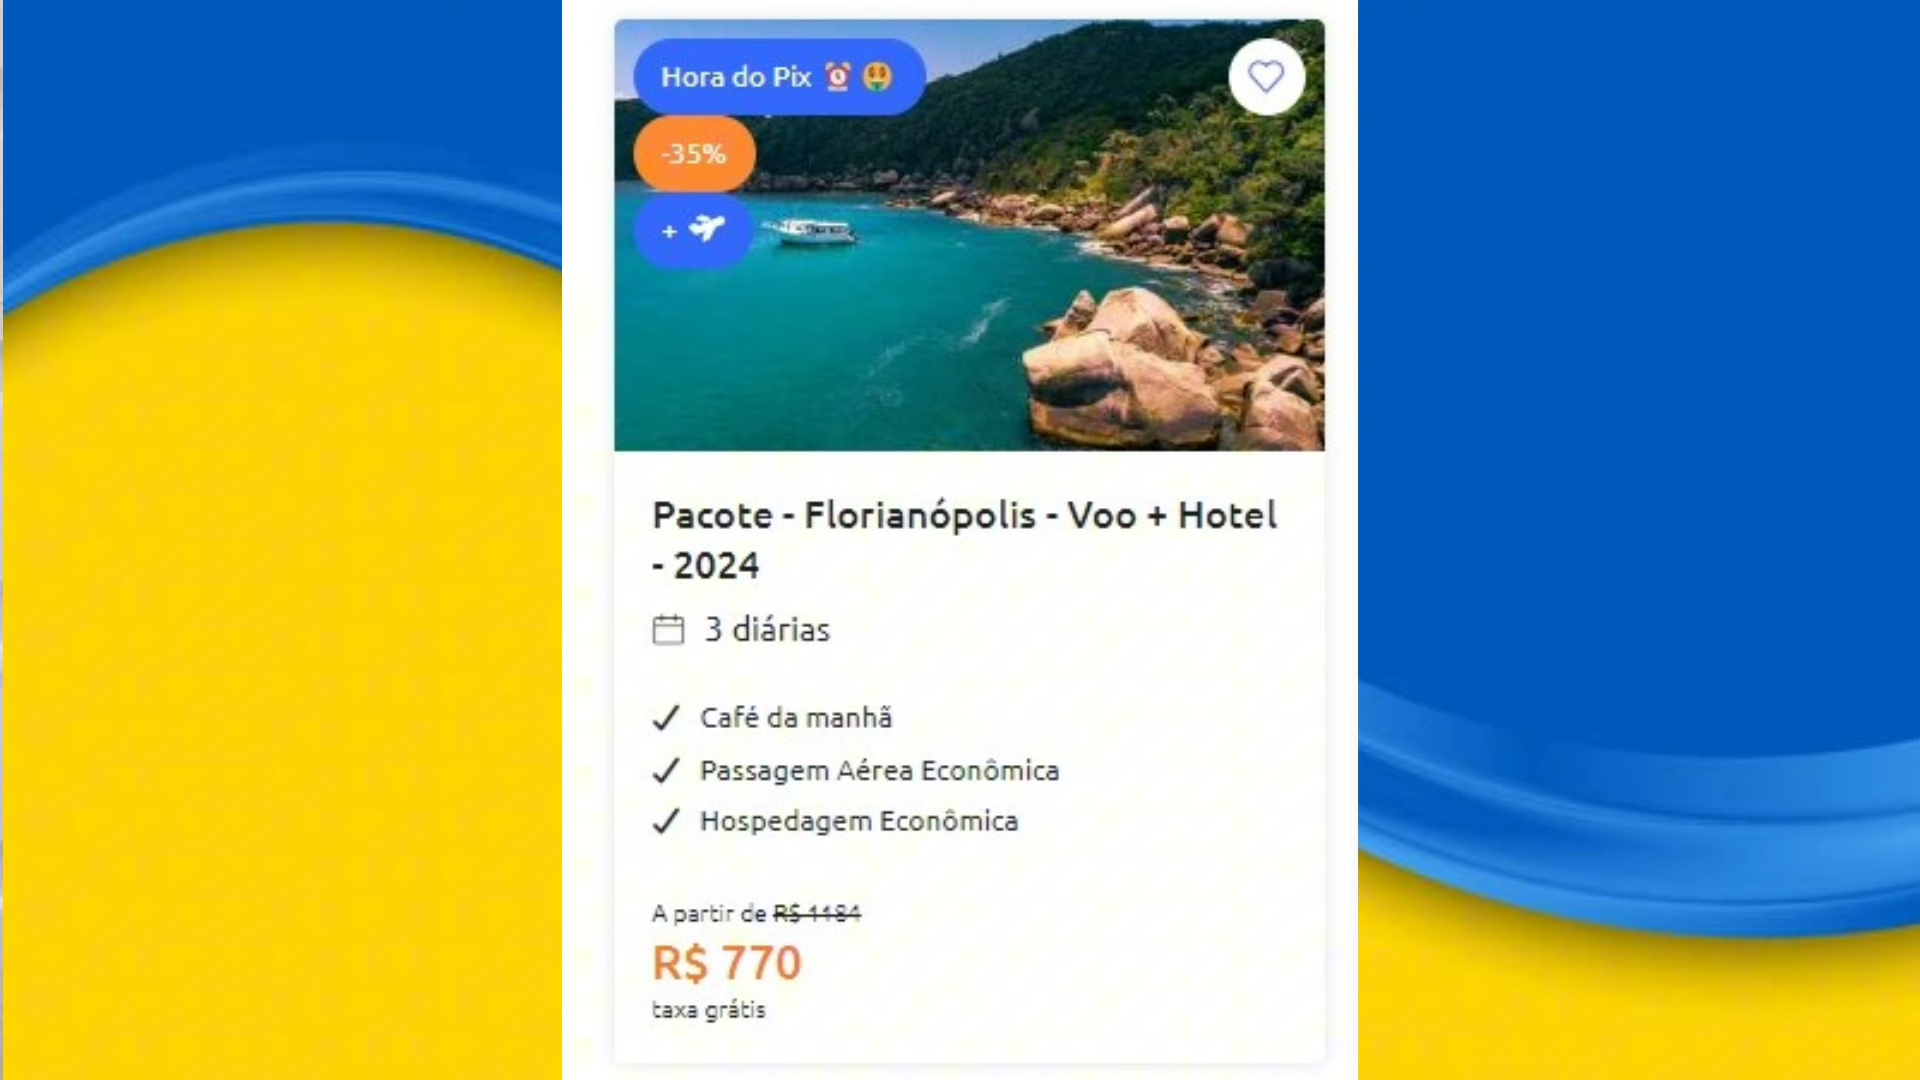 Hora do Pix ⏰ 🤑
-35%
+ ✈
Pacote - Florianópolis - Voo + Hotel
- 2024
3 diárias
Café da manhã
Passagem Aérea Econômica
Hospedagem Econômica
A partir de R$ 1184
R$ 770
taxa grátis